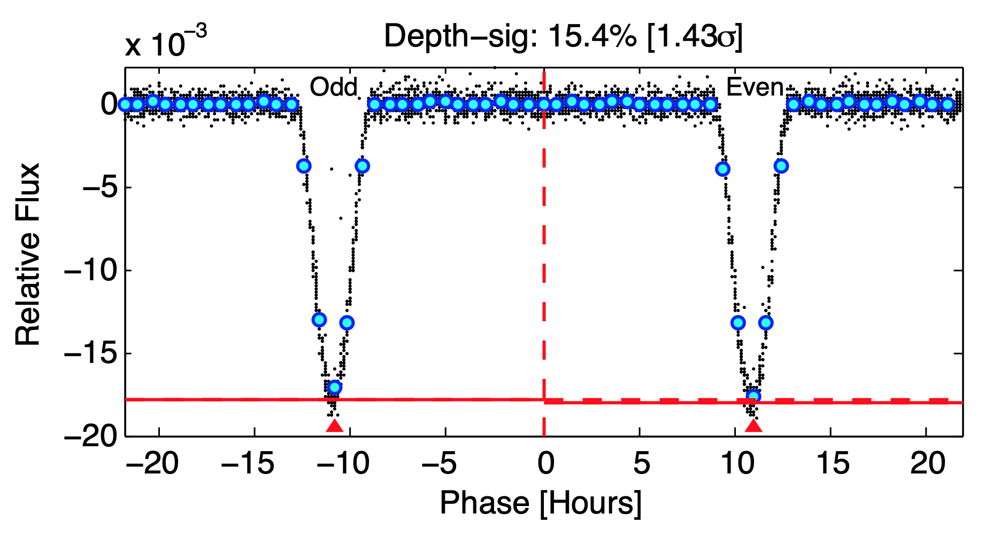 x 10⁻³
Depth−sig: 15.4% [1.43σ]
Odd
Even
0
−5
−10
−15
−20
Relative Flux
−20 −15 −10 −5 0 5 10 15 20
Phase [Hours]